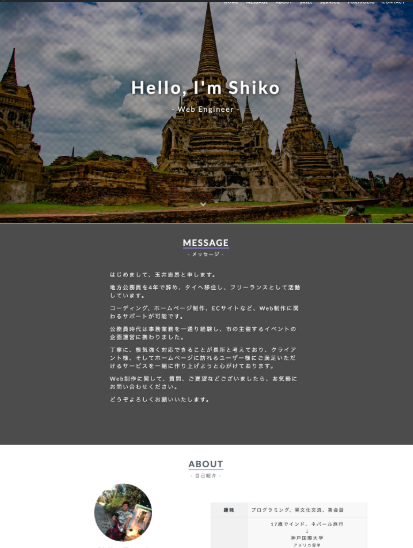 HOME MESSAGE ABOUT SKILL SERVICE PORTFOLIO CONTACT
Hello, I'm Shiko
- Web Engineer -
MESSAGE
- メッセージ -
はじめまして、玉井志恩と申します。
地方公務員を4年で辞め、タイへ移住し、フリーランスとして活動
しています。
コーディング、ホームページ制作、ECサイトなど、Web制作に関
わるサポートが可能です。
公務員時代は事務業務を一通り経験し、市の主催するイベントの
企画運営に携わりました。
丁寧に、根気強く対応できることが長所と考えており、クライア
ント様、そしてホームページに訪れるユーザー様にご満足いただ
けるサービスを一緒に作り上げようと心がけております。
Web制作に関して、質問、ご要望などございましたら、お気軽に
お問い合わせください。
どうぞよろしくお願いいたします。
ABOUT
- 自己紹介 -
趣味
プログラミング、異文化交流、英会話
17歳でインド、ネパール旅行
↓
神戸国際大学
アメリカ留学